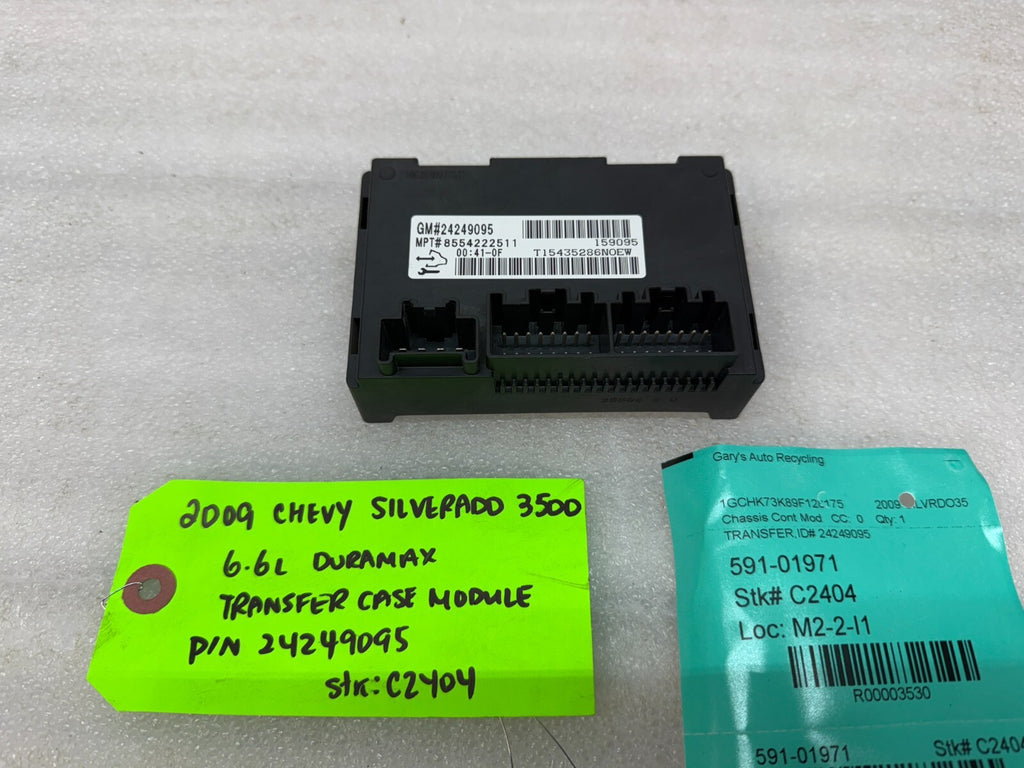 GM#24249095
MPT#8554222511
159095
00:41-0F
T15435286N0EW
2009 CHEVY SILVERADO 3500
6.6L DURAMAX
TRANSFER CASE MODULE
P/N 24249095
stk:C2404
Gary's Auto Recycling
2009
Chassis Cont Mod CC: 0 Qty: 1
TRANSFER,ID# 24249095
591-01971
Stk# C2404
Loc: M2-2-I1
R00003530
591-01971 Stk# C2404